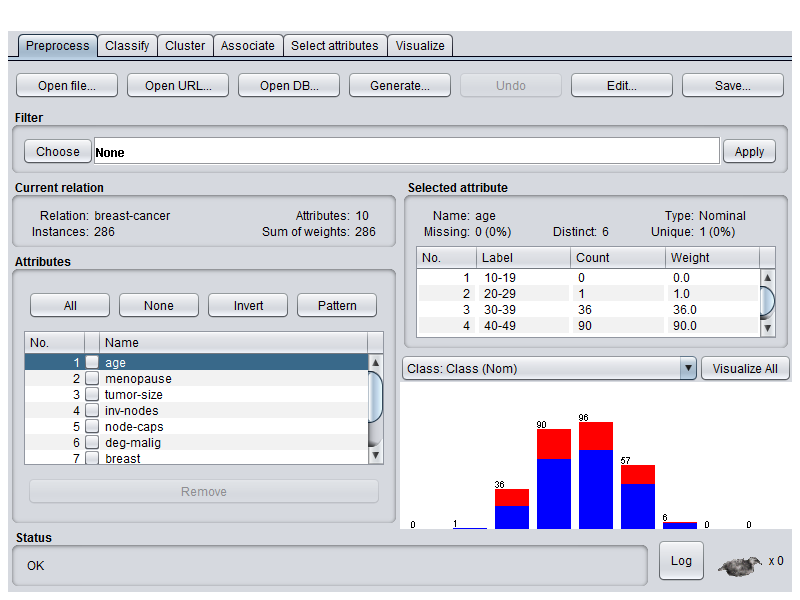 Preprocess Classify Cluster Associate Select attributes Visualize
Open file... Open URL... Open DB... Generate... Undo Edit... Save...
Filter
Choose None Apply
Current relation
Relation: breast-cancer Attributes: 10
Instances: 286 Sum of weights: 286
Attributes
All None Invert Pattern
No. Name
1 age
2 menopause
3 tumor-size
4 inv-nodes
5 node-caps
6 deg-malig
7 breast
Remove
Selected attribute
Name: age Type: Nominal
Missing: 0 (0%) Distinct: 6 Unique: 1 (0%)
No. Label Count Weight
1 10-19 0 0.0
2 20-29 1 1.0
3 30-39 36 36.0
4 40-49 90 90.0
Class: Class (Nom) Visualize All
0 1 36 90 96 57 6 0 0
Status
OK Log x 0